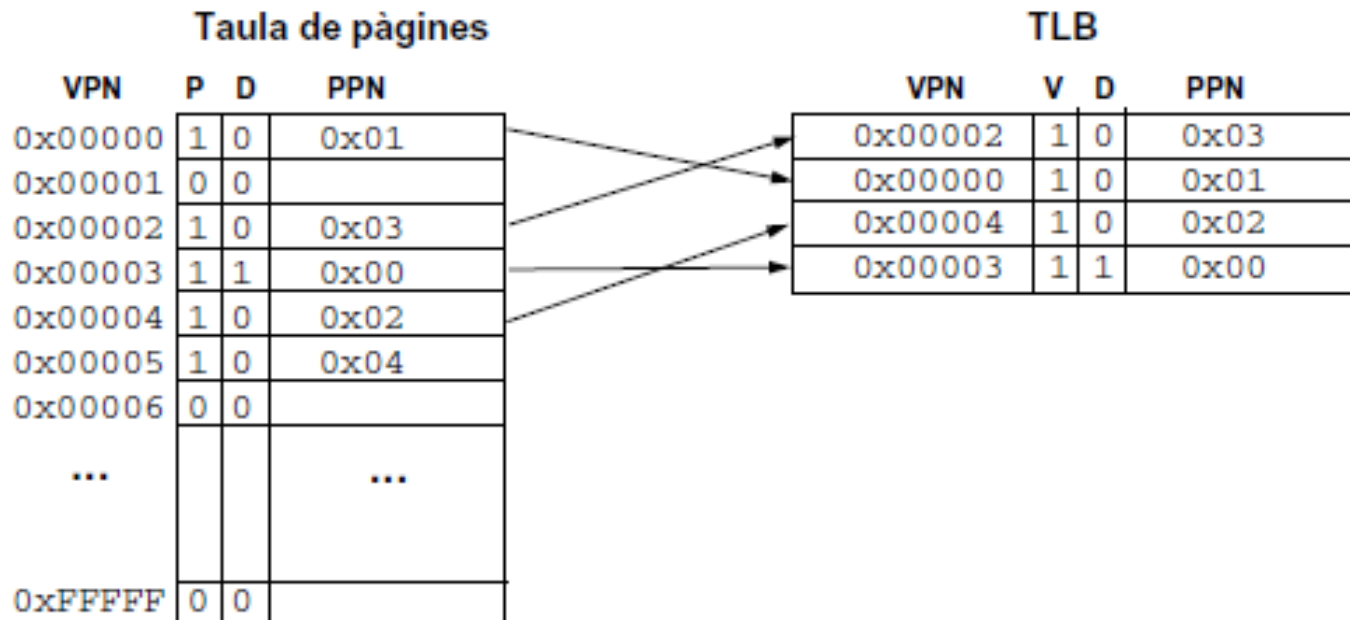 Taula de pàgines
VPN P D PPN
0x00000 1 0 0x01
0x00001 0 0
0x00002 1 0 0x03
0x00003 1 1 0x00
0x00004 1 0 0x02
0x00005 1 0 0x04
0x00006 0 0
... ...
0xFFFFF 0 0
TLB
VPN V D PPN
0x00002 1 0 0x03
0x00000 1 0 0x01
0x00004 1 0 0x02
0x00003 1 1 0x00